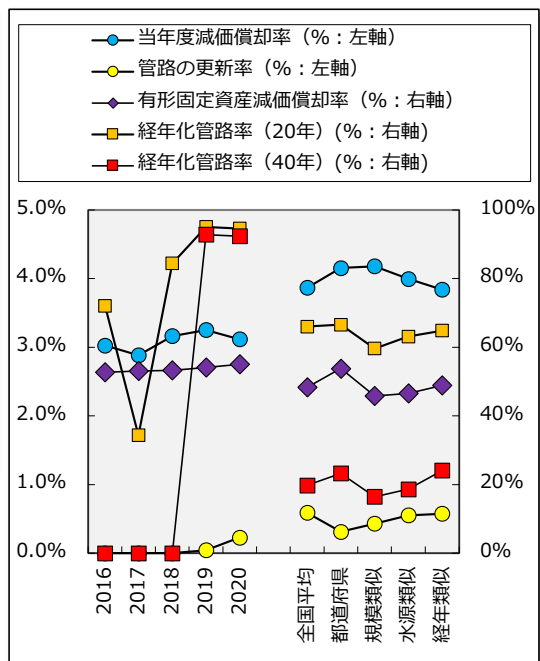 当年度減価償却率（%：左軸）
管路の更新率（%：左軸）
有形固定資産減価償却率（%：右軸）
経年化管路率（20年）(%：右軸)
経年化管路率（40年）(%：右軸)
5.0%
4.0%
3.0%
2.0%
1.0%
0.0%
100%
80%
60%
40%
20%
0%
2016
2017
2018
2019
2020
全国平均
都道府県
規模類似
水源類似
経年類似